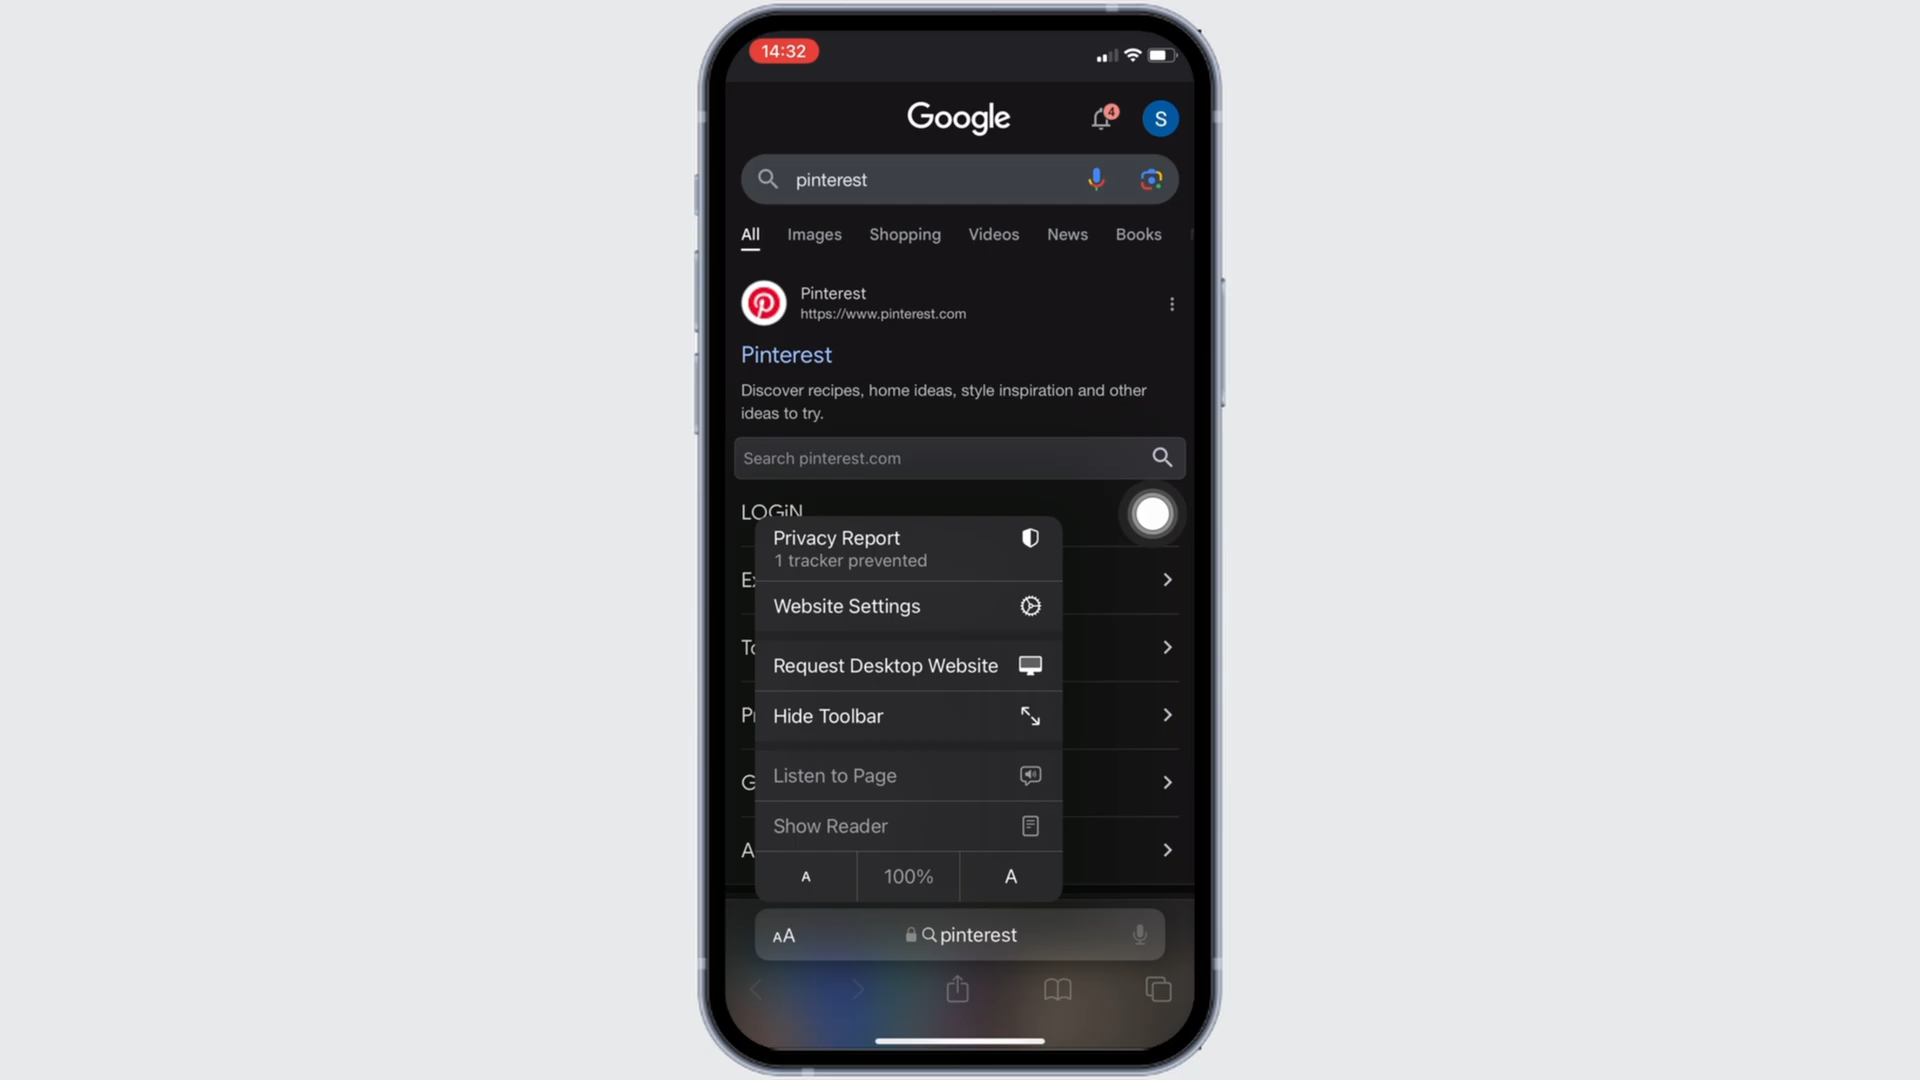 14:32
Google
4
S
pinterest
All Images Shopping Videos News Books
Pinterest
https://www.pinterest.com
Pinterest
Discover recipes, home ideas, style inspiration and other
ideas to try.
Search pinterest.com
LOGiN
Privacy Report
1 tracker prevented
Website Settings
Request Desktop Website
Hide Toolbar
Listen to Page
Show Reader
A 100% A
AA pinterest